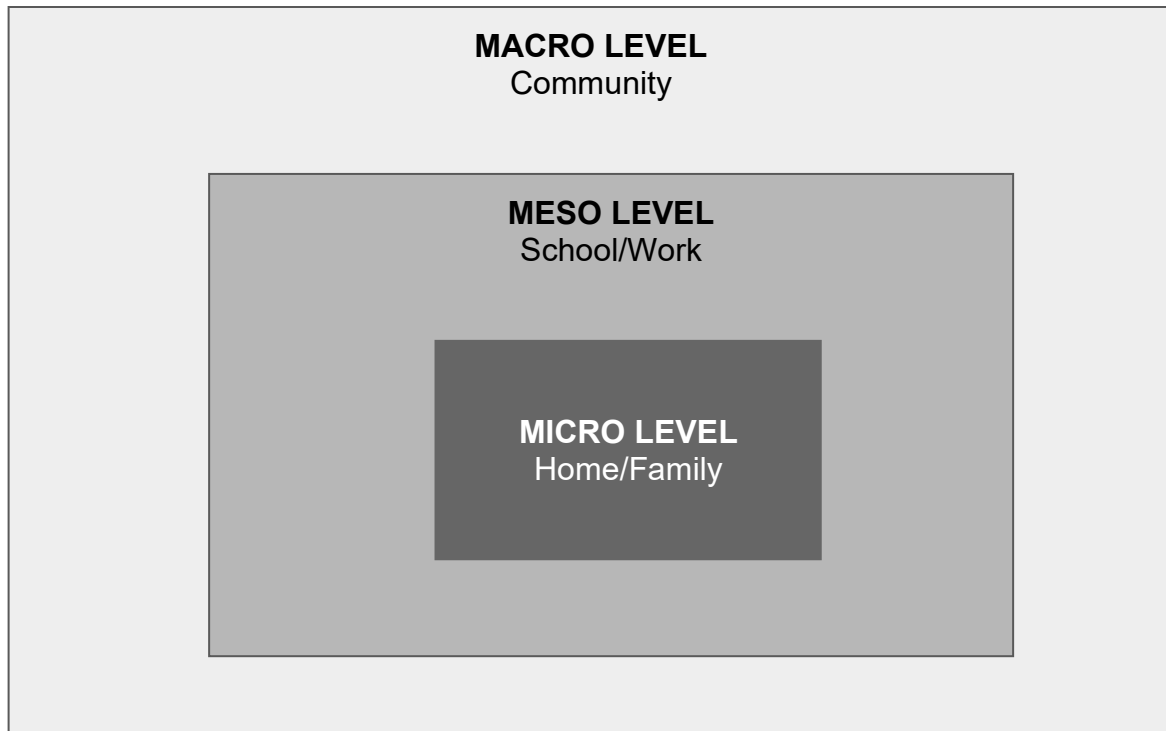 MACRO LEVEL
Community
MESO LEVEL
School/Work
MICRO LEVEL
Home/Family